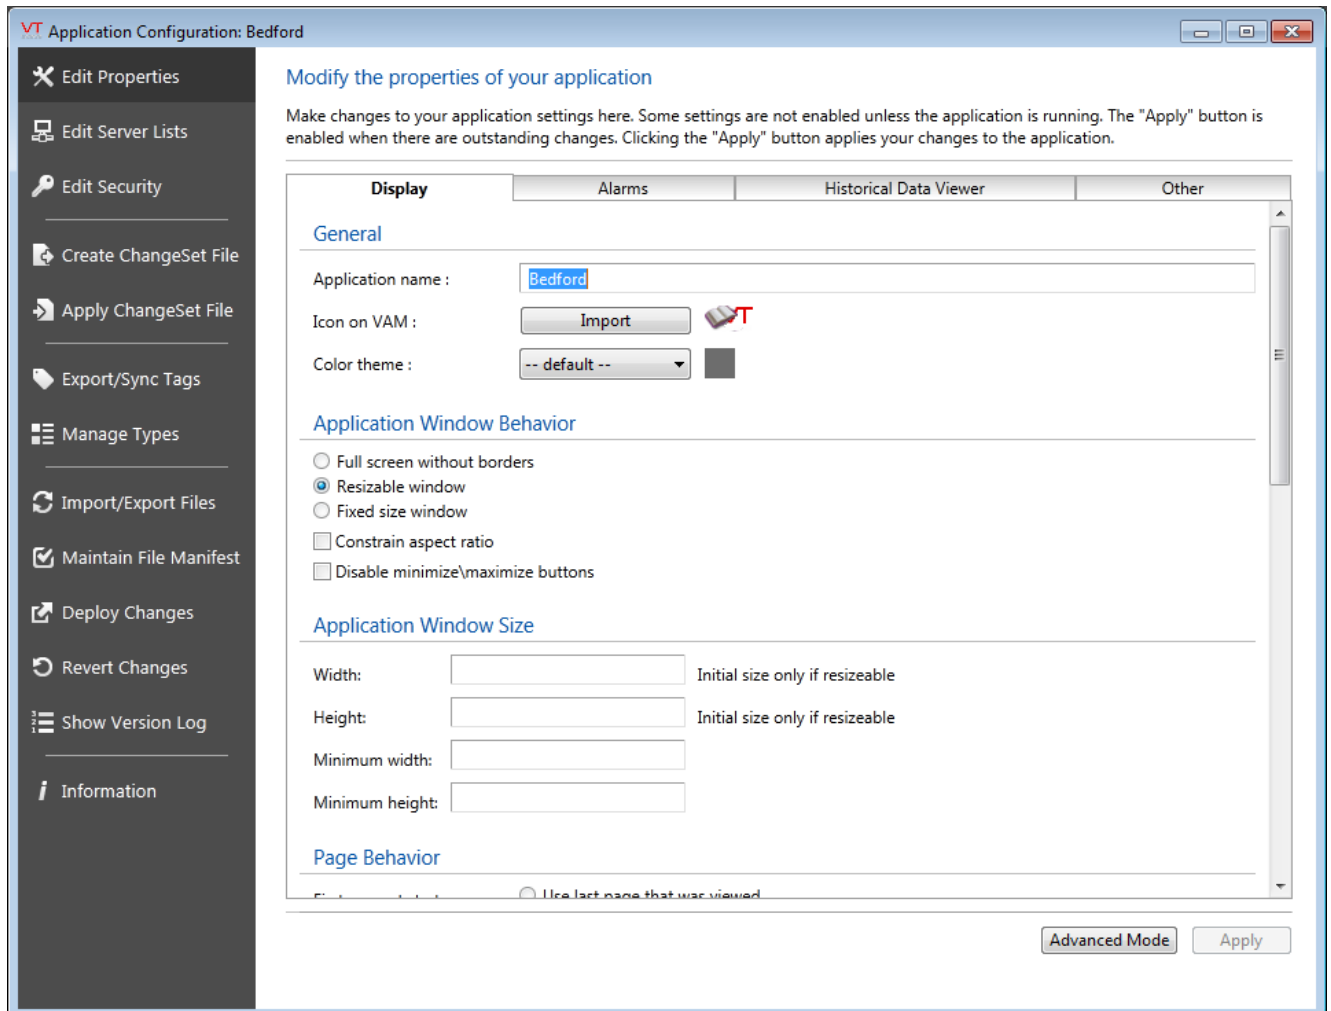 VT Application Configuration: Bedford
Edit Properties
Edit Server Lists
Edit Security
Create ChangeSet File
Apply ChangeSet File
Export/Sync Tags
Manage Types
Import/Export Files
Maintain File Manifest
Deploy Changes
Revert Changes
Show Version Log
Information
Modify the properties of your application
Make changes to your application settings here. Some settings are not enabled unless the application is running. The "Apply" button is
enabled when there are outstanding changes. Clicking the "Apply" button applies your changes to the application.
Display Alarms Historical Data Viewer Other
General
Application name : Bedford
Icon on VAM : Import VT
Color theme : -- default --
Application Window Behavior
Full screen without borders
Resizable window
Fixed size window
Constrain aspect ratio
Disable minimize\maximize buttons
Application Window Size
Width: Initial size only if resizeable
Height: Initial size only if resizeable
Minimum width:
Minimum height:
Page Behavior
Use last page that was viewed
Advanced Mode Apply